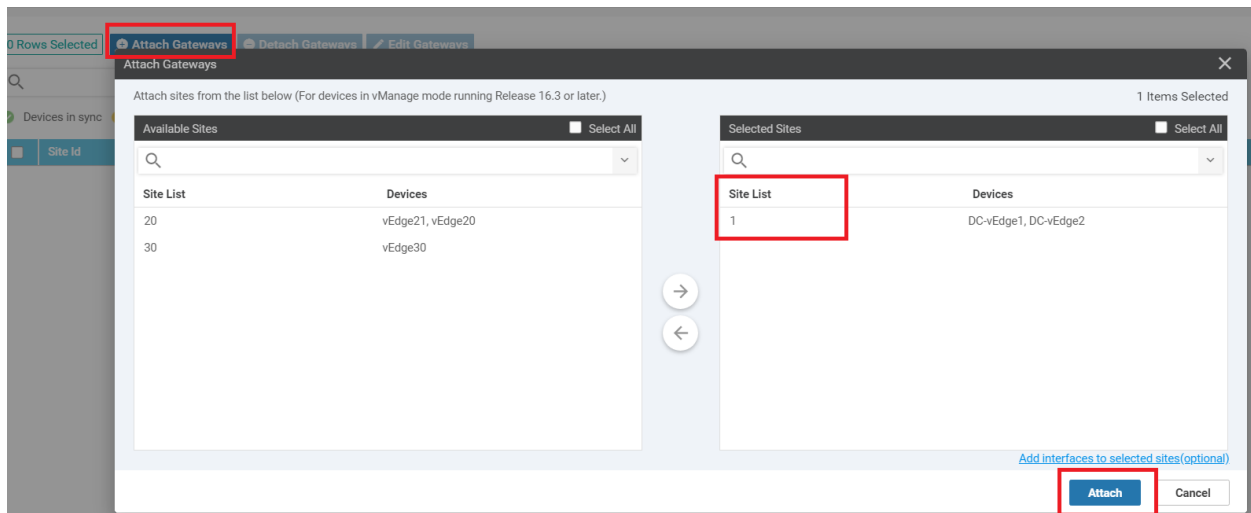 0 Rows Selected Attach Gateways Detach Gateways Edit Gateways
Attach Gateways
Attach sites from the list below (For devices in vManage mode running Release 16.3 or later.) 1 Items Selected
Devices in sync
Available Sites Select All Selected Sites Select All
Site Id
Site List Devices Site List Devices
20 vEdge21, vEdge20 1 DC-vEdge1, DC-vEdge2
30 vEdge30
Add interfaces to selected sites(optional)
Attach Cancel